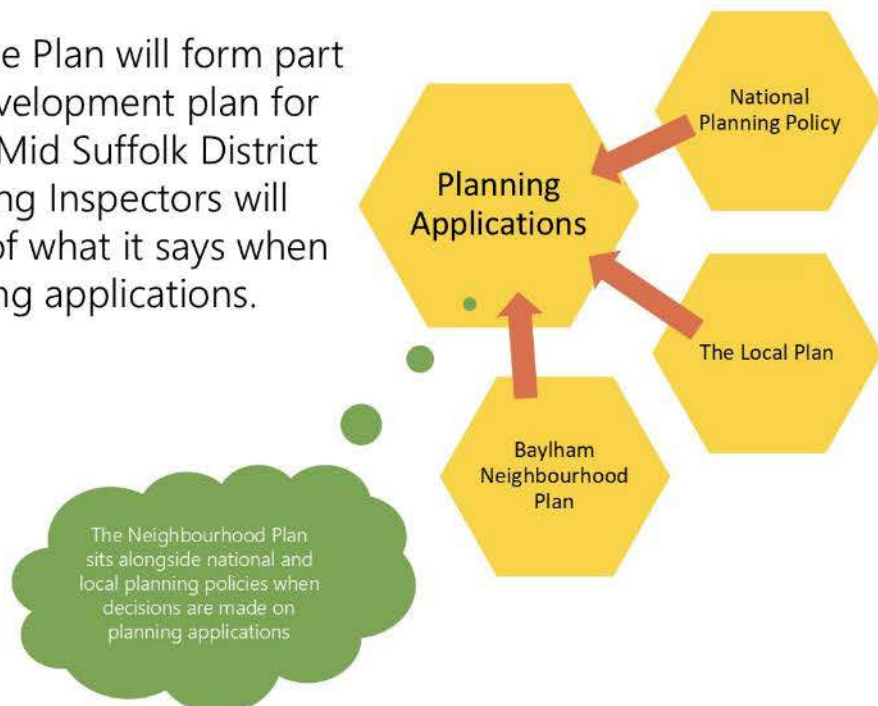 e Plan will form part
velopment plan for
Mid Suffolk District
ng Inspectors will
of what it says when
ng applications.
National
Planning Policy
Planning
Applications
The Local Plan
Baylham
Neighbourhood
Plan
The Neighbourhood Plan
sits alongside national and
local planning policies when
decisions are made on
planning applications